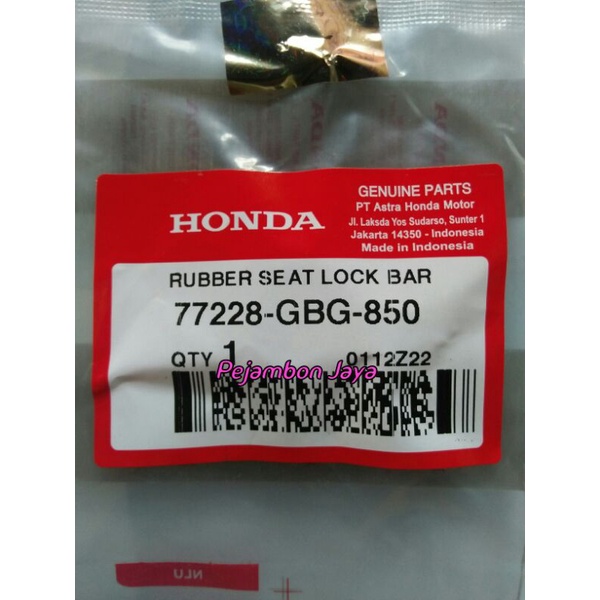 HONDA
GENUINE PARTS
PT Astra Honda Motor
Jl. Laksda Yos Sudarso, Sunter 1
Jakarta 14350 - Indonesia
Made in Indonesia
RUBBER SEAT LOCK BAR
77228-GBG-850
QTY 1 0112Z22
Pejambon Jaya
NLU